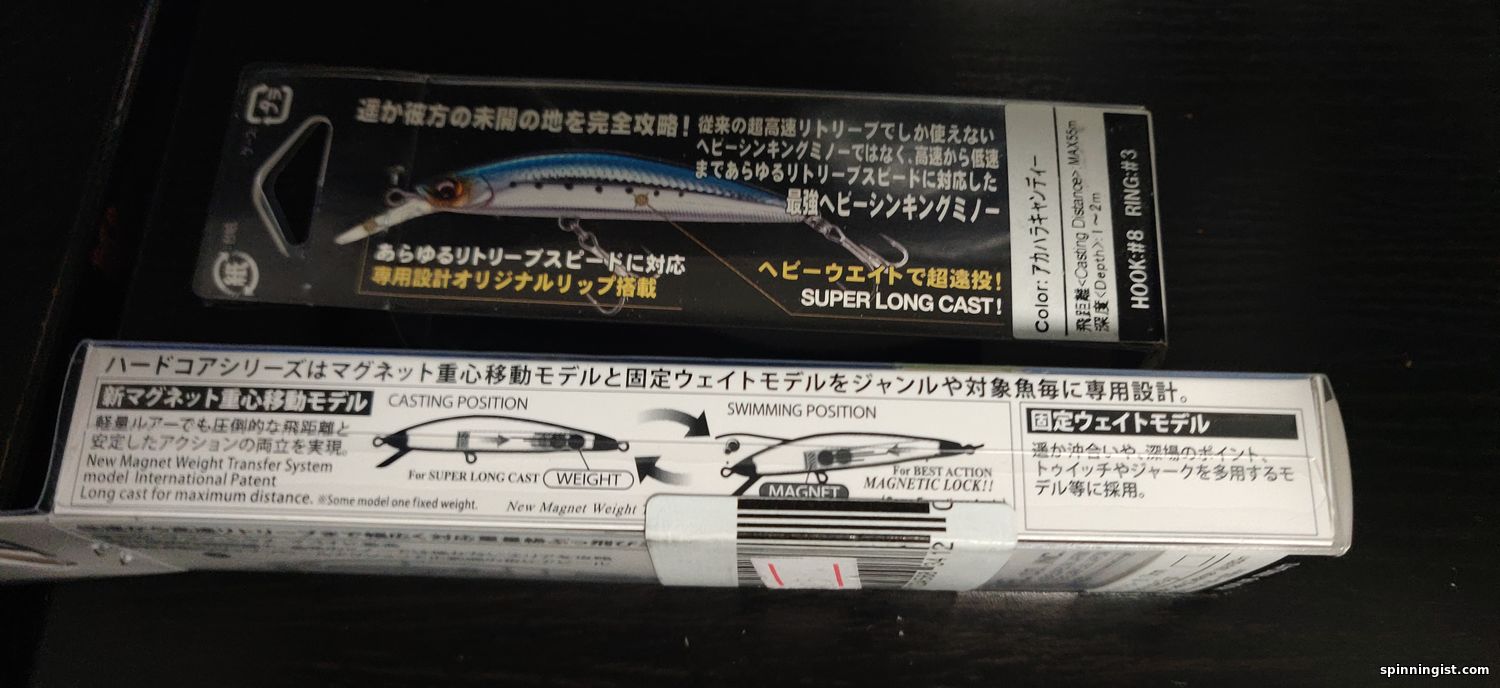 遥か彼方の未開の地を完全攻略!
従来の超高速リトリーブでしか使えない
ヘビーシンキングミノーではなく、高速から低速
まであらゆるリトリーブスピードに対応した
最強ヘビーシンキングミノー
あらゆるリトリーブスピードに対応
専用設計オリジナルリップ搭載
ヘビーウエイトで超遠投!
SUPER LONG CAST!
Color: アカハラキャンディー
飛距離<Casting Distance> MAX55m
深度<Depth>:1〜2m
HOOK:#8 RING:#3
紙
ハードコアシリーズはマグネット重心移動モデルと固定ウェイトモデルをジャンルや対象魚毎に専用設計。
新マグネット重心移動モデル
軽量ルアーでも圧倒的な飛距離と
安定したアクションの両立を実現。
New Magnet Weight Transfer System
model International Patent
Long cast for maximum distance. ※Some model one fixed weight.
CASTING POSITION
For SUPER LONG CAST
WEIGHT
New Magnet Weight
SWIMMING POSITION
For BEST ACTION
MAGNETIC LOCK!!
MAGNET
固定ウェイトモデル
遥か沖合いや、深場のポイント、
トゥイッチやジャークを多用するモ
デル等に採用。
spinningist.com